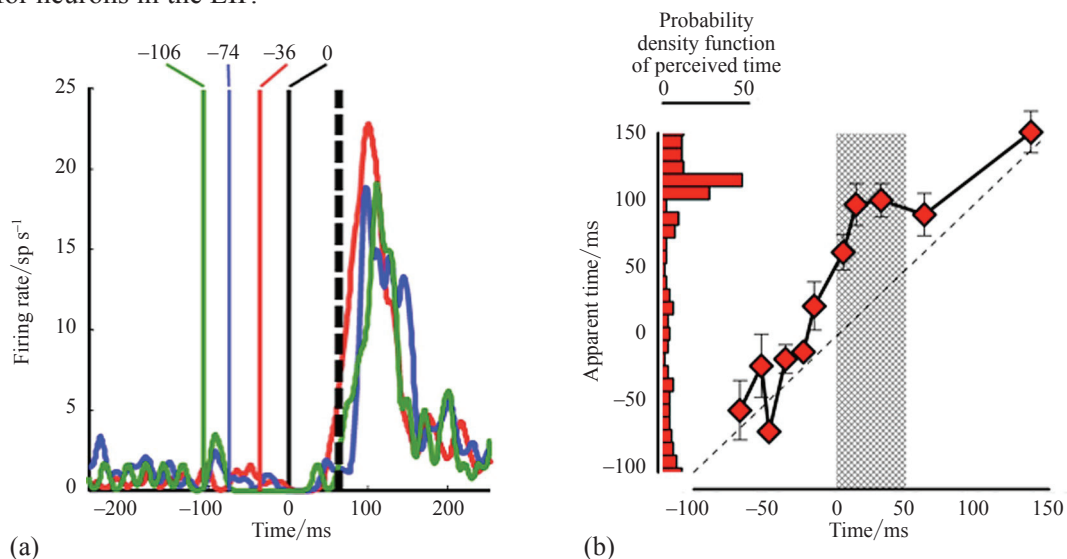 for neurons in the LIP.
−106 −74 −36 0
25
20
15
10
5
0
Firing rate/sp s⁻¹
−200 −100 0 100 200
Time/ms
(a)
Probability
density function
of perceived time
0 50
150
100
50
0
−50
−100
Apparent time/ms
−100 −50 0 50 100 150
Time/ms
(b)